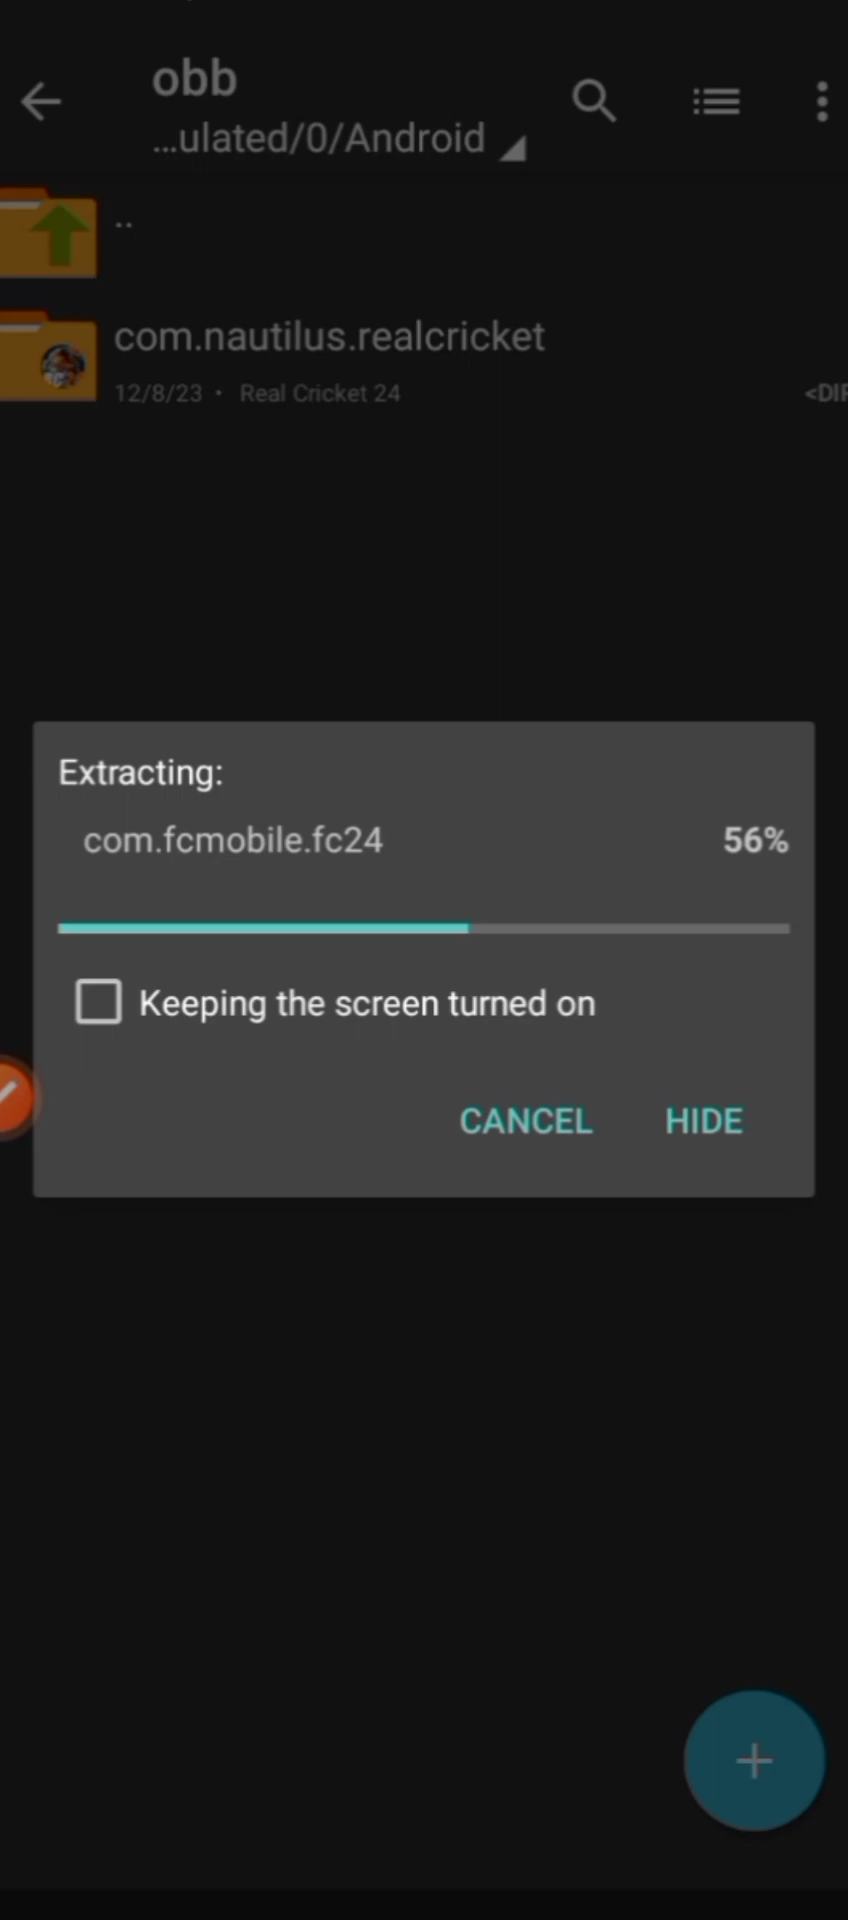 obb
...ulated/0/Android
..
com.nautilus.realcricket
12/8/23 • Real Cricket 24
<DIR
Extracting:
com.fcmobile.fc24
56%
Keeping the screen turned on
CANCEL
HIDE